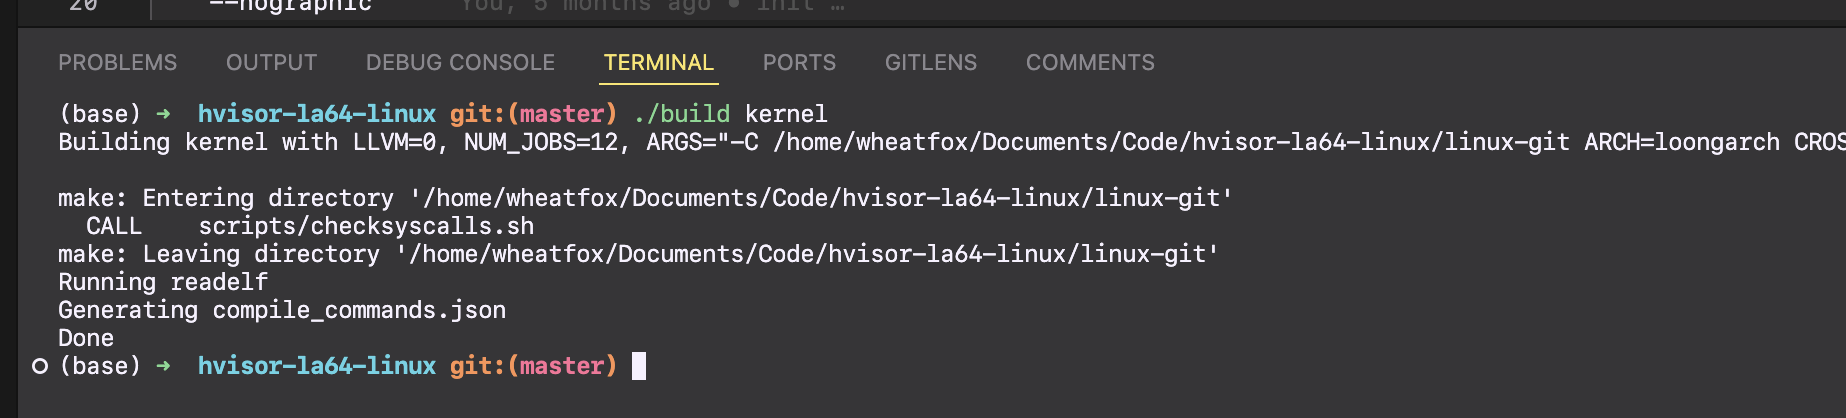 20 --nographic You, 5 months ago • init …
PROBLEMS OUTPUT DEBUG CONSOLE TERMINAL PORTS GITLENS COMMENTS
(base) ➜ hvisor-la64-linux git:(master) ./build kernel
Building kernel with LLVM=0, NUM_JOBS=12, ARGS="-C /home/wheatfox/Documents/Code/hvisor-la64-linux/linux-git ARCH=loongarch CROS
make: Entering directory '/home/wheatfox/Documents/Code/hvisor-la64-linux/linux-git'
CALL scripts/checksyscalls.sh
make: Leaving directory '/home/wheatfox/Documents/Code/hvisor-la64-linux/linux-git'
Running readelf
Generating compile_commands.json
Done
(base) ➜ hvisor-la64-linux git:(master)